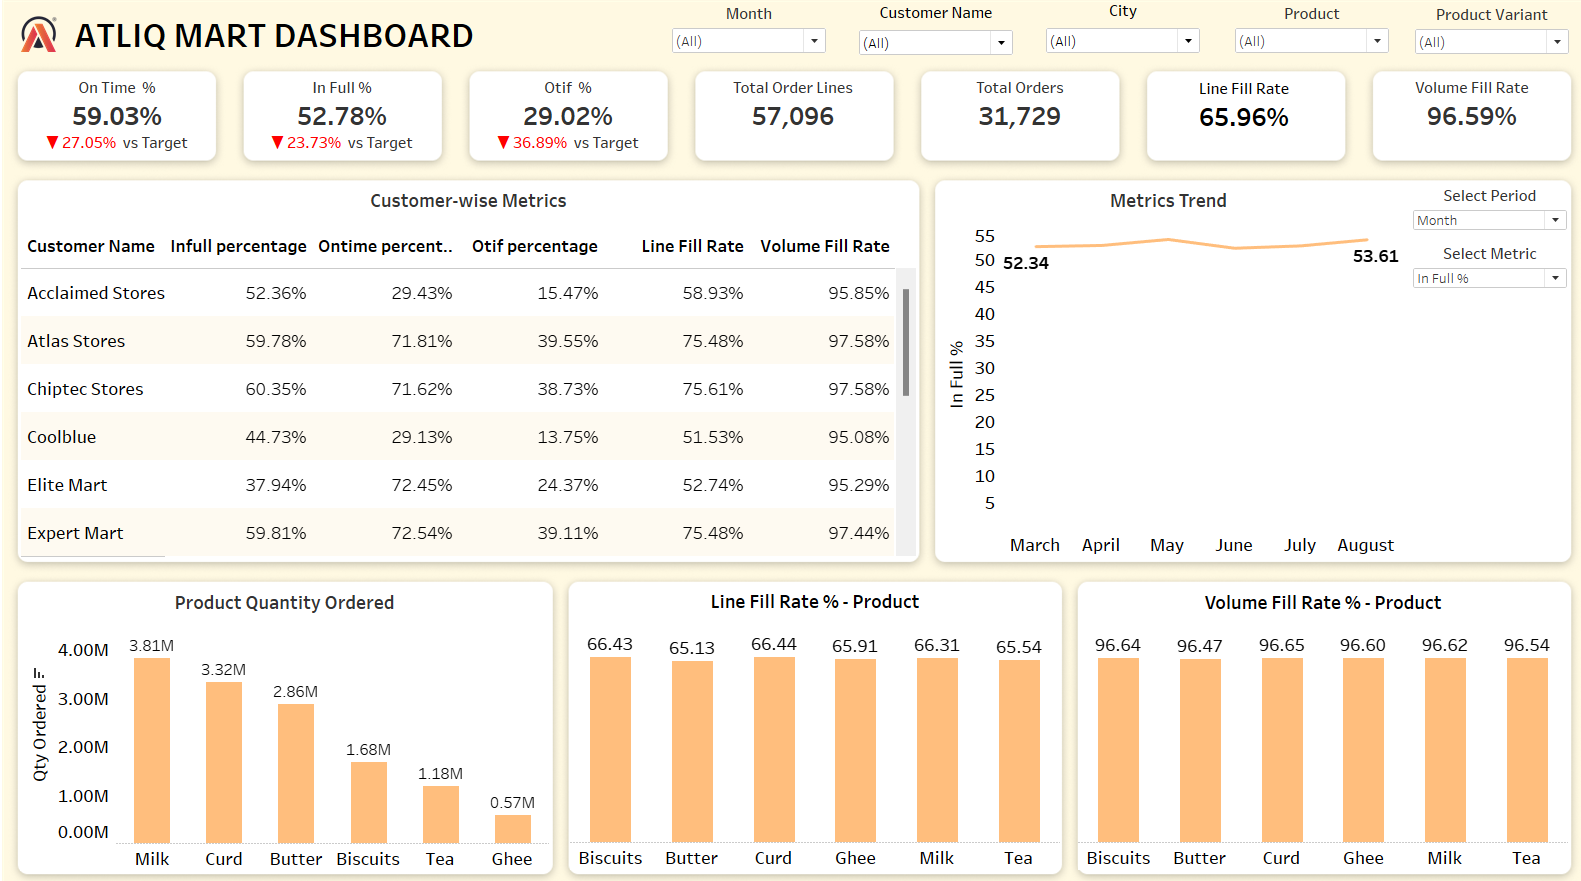 ATLIQ MART DASHBOARD
Month
(All)
Customer Name
(All)
City
(All)
Product
(All)
Product Variant
(All)
On Time %
59.03%
▼ 27.05% vs Target
In Full %
52.78%
▼ 23.73% vs Target
Otif %
29.02%
▼ 36.89% vs Target
Total Order Lines
57,096
Total Orders
31,729
Line Fill Rate
65.96%
Volume Fill Rate
96.59%
Customer-wise Metrics
Customer Name Infull percentage Ontime percent.. Otif percentage Line Fill Rate Volume Fill Rate
Acclaimed Stores 52.36% 29.43% 15.47% 58.93% 95.85%
Atlas Stores 59.78% 71.81% 39.55% 75.48% 97.58%
Chiptec Stores 60.35% 71.62% 38.73% 75.61% 97.58%
Coolblue 44.73% 29.13% 13.75% 51.53% 95.08%
Elite Mart 37.94% 72.45% 24.37% 52.74% 95.29%
Expert Mart 59.81% 72.54% 39.11% 75.48% 97.44%
Metrics Trend
Select Period
Month
Select Metric
In Full %
In Full %
55
50
45
40
35
30
25
20
15
10
5
52.34
53.61
March April May June July August
Product Quantity Ordered
Qty Ordered
4.00M
3.00M
2.00M
1.00M
0.00M
3.81M
3.32M
2.86M
1.68M
1.18M
0.57M
Milk Curd Butter Biscuits Tea Ghee
Line Fill Rate % - Product
66.43 65.13 66.44 65.91 66.31 65.54
Biscuits Butter Curd Ghee Milk Tea
Volume Fill Rate % - Product
96.64 96.47 96.65 96.60 96.62 96.54
Biscuits Butter Curd Ghee Milk Tea